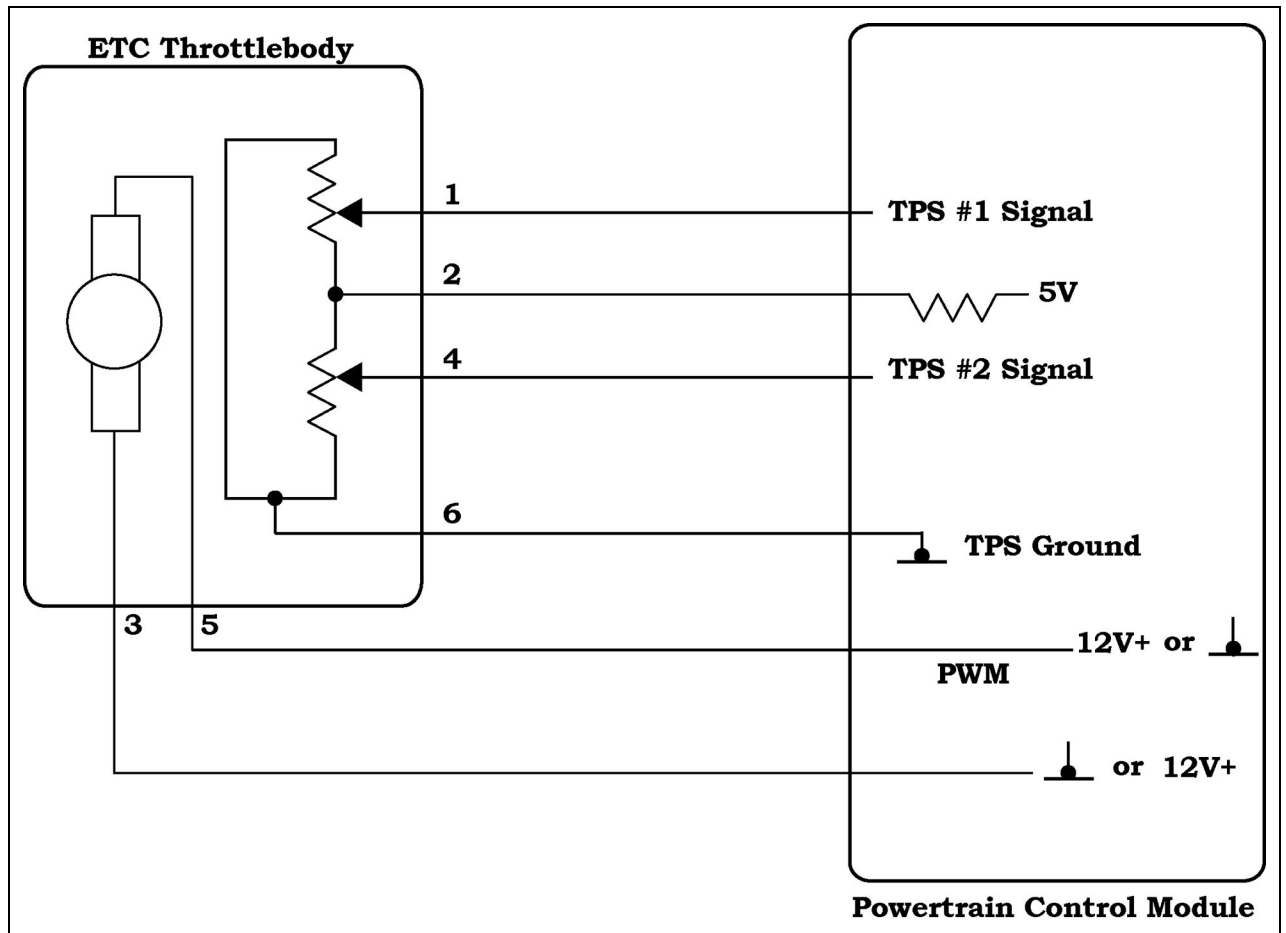 ETC Throttlebody
1
TPS #1 Signal
2
5V
4
TPS #2 Signal
6
TPS Ground
3
5
12V+ or
PWM
or 12V+
Powertrain Control Module